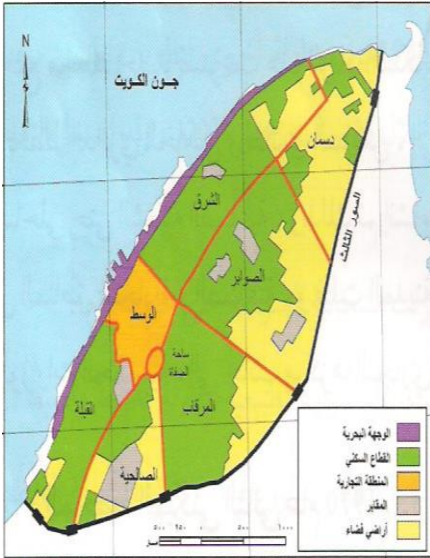 N
جون الكويت
دسمان
الشرق
السور الثالث
الصوابر
الوسط
ساحة
الصفاة
القبلة
المرقاب
الصالحية
الوجهة البحرية
القطاع السكني
المنطقة التجارية
المقابر
أراضي فضاء